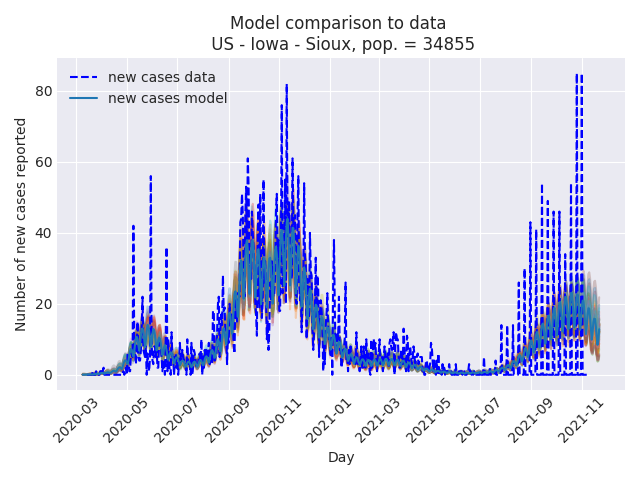 Model comparison to data
US - Iowa - Sioux, pop. = 34855
new cases data
new cases model
Number of new cases reported
80
60
40
20
0
2020-03
2020-05
2020-07
2020-09
2020-11
2021-01
2021-03
2021-05
2021-07
2021-09
2021-11
Day